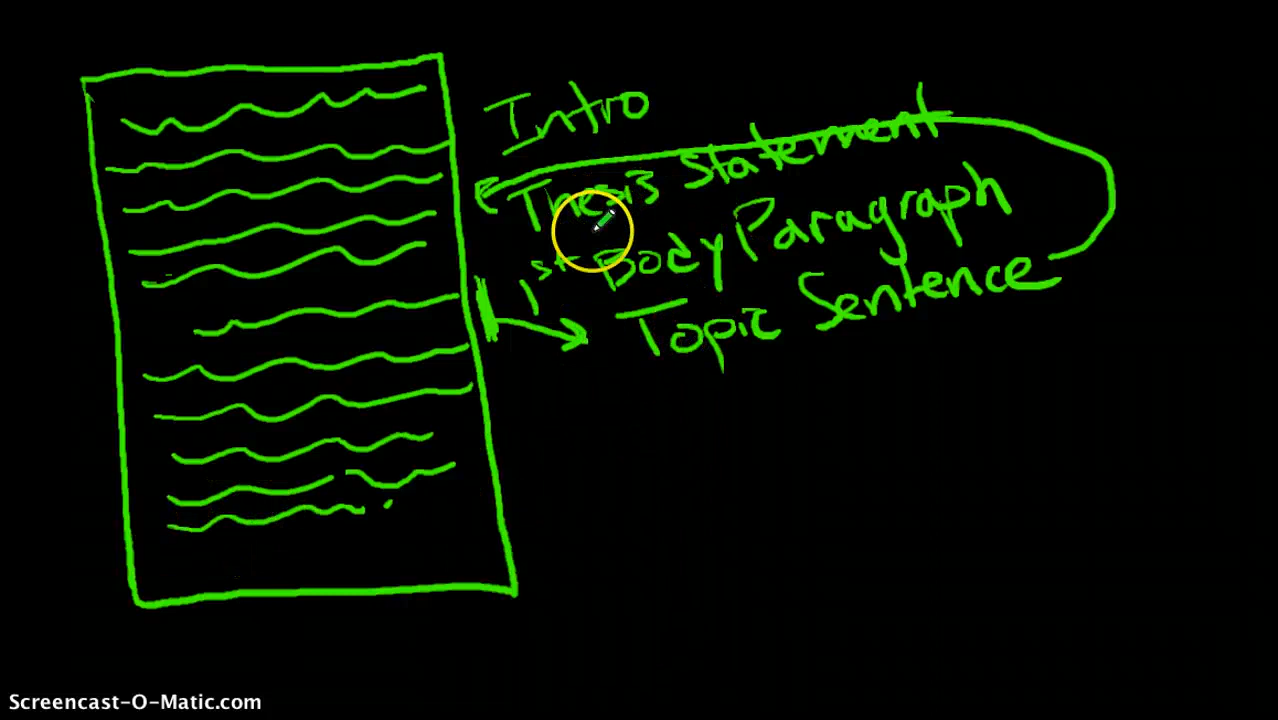 Intro
Thesis Statement
1st Body Paragraph
Topic Sentence
Screencast-O-Matic.com